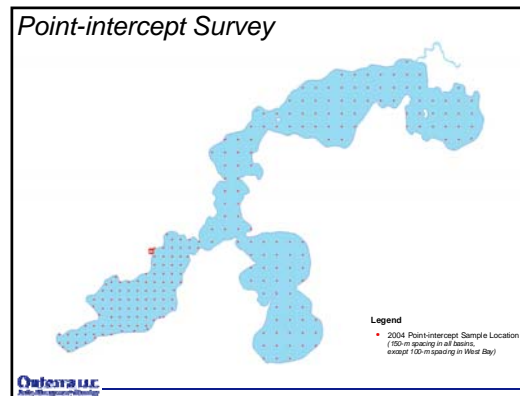 Point-intercept Survey
Legend
2004 Point-intercept Sample Location
(150-m spacing in all basins,
except 100-m spacing in West Bay)
Onterra LLC